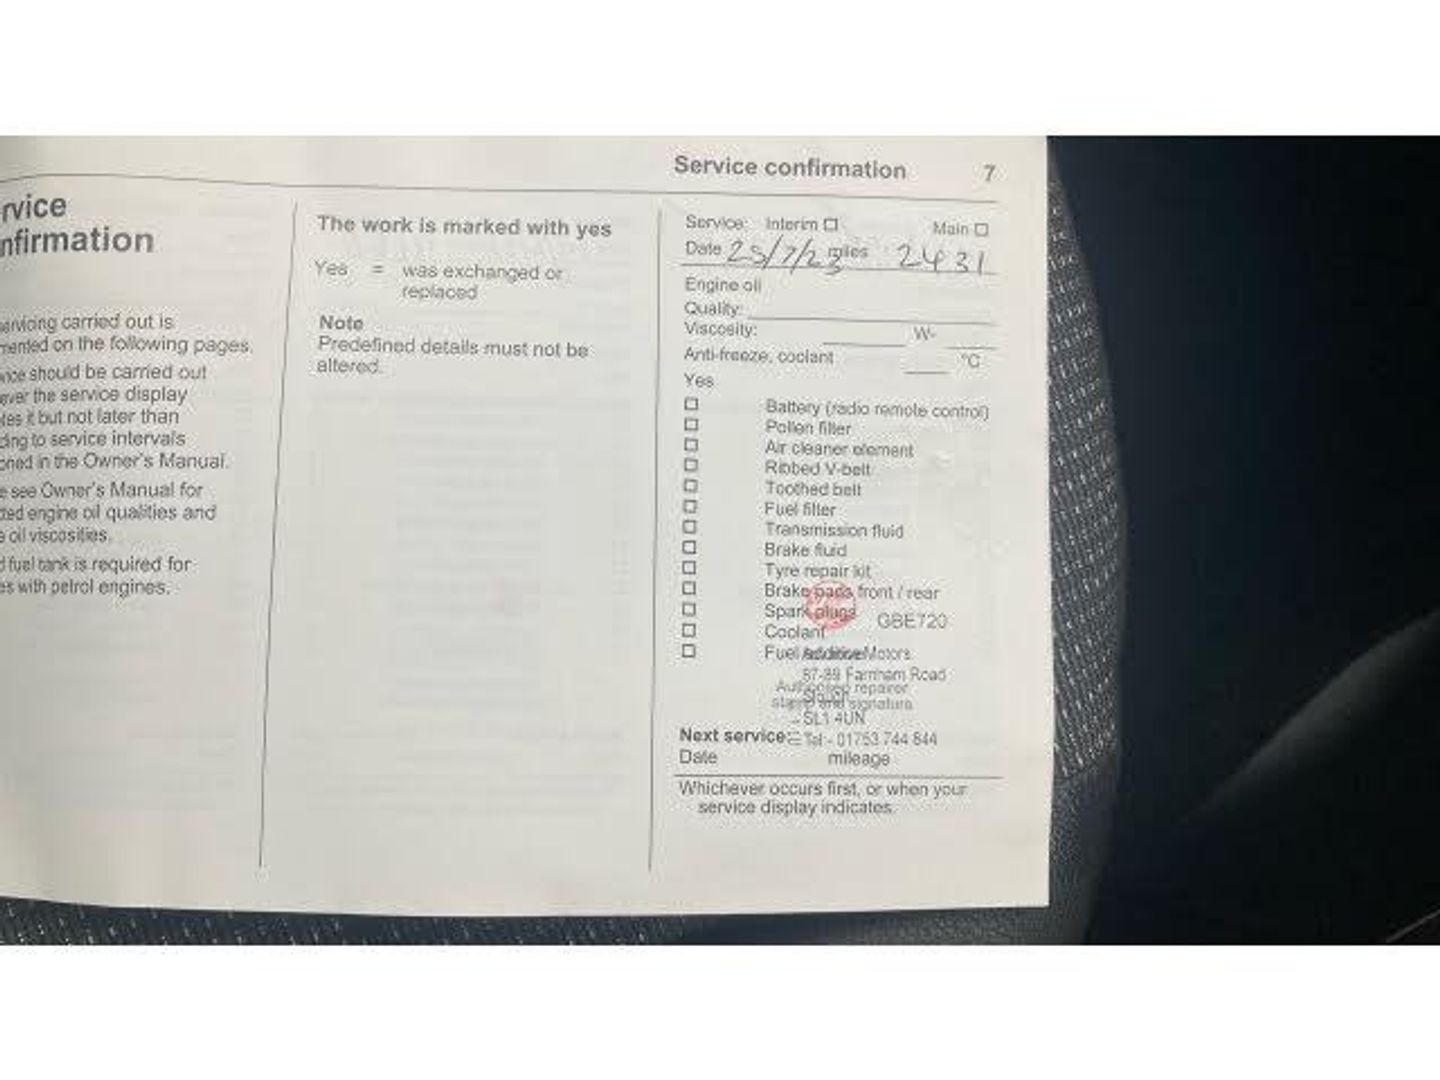 Service confirmation 7
rvice
nfirmation
servicing carried out is
mented on the following pages.
vice should be carried out
ever the service display
ates it but not later than
ding to service intervals
oned in the Owner's Manual.
e see Owner's Manual for
ded engine oil qualities and
e oil viscosities.
d fuel tank is required for
es with petrol engines.
The work is marked with yes
Yes = was exchanged or
replaced
Note
Predefined details must not be
altered.
Service: Interim ☐ Main ☐
Date 25/7/23 miles 2431
Engine oil
Quality:
Viscosity: W-
Anti-freeze, coolant °C
Yes
☐ Battery (radio remote control)
☐ Pollen filter
☐ Air cleaner element
☐ Ribbed V-belt
☐ Toothed belt
☐ Fuel filter
☐ Transmission fluid
☐ Brake fluid
☐ Tyre repair kit
☐ Brake pads front / rear
☐ Spark plugs
GBE720
☐ Coolant
☐ Fuel additive
Motors
87-89 Farnham Road
Authorised repairer
Slough
stamp and signature
SL1 4UN
Next service:
Tel:- 01753 744 844
Date mileage
Whichever occurs first, or when your
service display indicates.